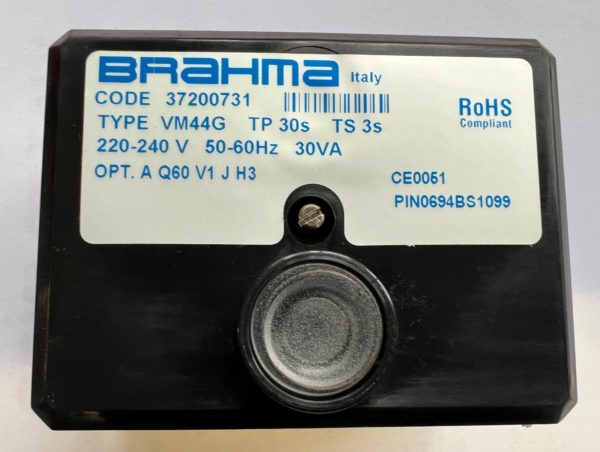 BRAHMA Italy
CODE 37200731
RoHS
Compliant
TYPE VM44G TP 30s TS 3s
220-240 V 50-60Hz 30VA
OPT. A Q60 V1 J H3
CE0051
PIN0694BS1099